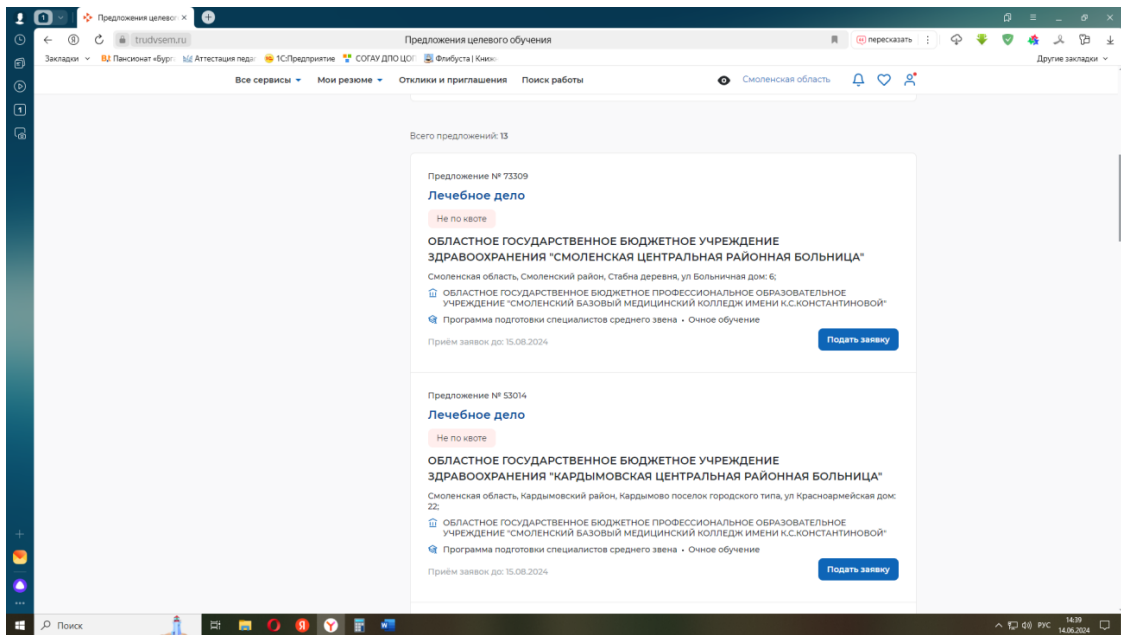 1
Предложения целевог
trudvsem.ru
Предложения целевого обучения
пересказать
Закладки
Аттестация педаг
1С:Предприятие
СОГАУ ДПО ЦОП
Флибуста | Книжн
Другие закладки
Все сервисы
Мои резюме
Отклики и приглашения
Поиск работы
Смоленская область
Всего предложений: 13
Предложение № 73309
Лечебное дело
Не по квоте
ОБЛАСТНОЕ ГОСУДАРСТВЕННОЕ БЮДЖЕТНОЕ УЧРЕЖДЕНИЕ
ЗДРАВООХРАНЕНИЯ "СМОЛЕНСКАЯ ЦЕНТРАЛЬНАЯ РАЙОННАЯ БОЛЬНИЦА"
Смоленская область, Смоленский район, Стабна деревня, ул Больничная дом: 6;
ОБЛАСТНОЕ ГОСУДАРСТВЕННОЕ БЮДЖЕТНОЕ ПРОФЕССИОНАЛЬНОЕ ОБРАЗОВАТЕЛЬНОЕ
УЧРЕЖДЕНИЕ "СМОЛЕНСКИЙ БАЗОВЫЙ МЕДИЦИНСКИЙ КОЛЛЕДЖ ИМЕНИ К.С.КОНСТАНТИНОВОЙ"
Программа подготовки специалистов среднего звена • Очное обучение
Приём заявок до: 15.08.2024
Подать заявку
Предложение № 53014
Лечебное дело
Не по квоте
ОБЛАСТНОЕ ГОСУДАРСТВЕННОЕ БЮДЖЕТНОЕ УЧРЕЖДЕНИЕ
ЗДРАВООХРАНЕНИЯ "КАРДЫМОВСКАЯ ЦЕНТРАЛЬНАЯ РАЙОННАЯ БОЛЬНИЦА"
Смоленская область, Кардымовский район, Кардымово поселок городского типа, ул Красноармейская дом:
22;
ОБЛАСТНОЕ ГОСУДАРСТВЕННОЕ БЮДЖЕТНОЕ ПРОФЕССИОНАЛЬНОЕ ОБРАЗОВАТЕЛЬНОЕ
УЧРЕЖДЕНИЕ "СМОЛЕНСКИЙ БАЗОВЫЙ МЕДИЦИНСКИЙ КОЛЛЕДЖ ИМЕНИ К.С.КОНСТАНТИНОВОЙ"
Программа подготовки специалистов среднего звена • Очное обучение
Приём заявок до: 15.08.2024
Подать заявку
Поиск
РУС
14:39
14.06.2024